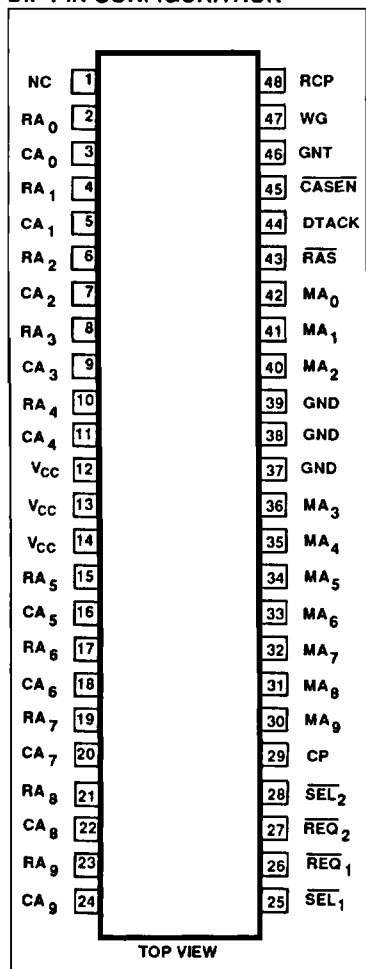 DIP PIN CONFIGURATION
NC 1 48 RCP
RA0 2 47 WG
CA0 3 46 GNT
RA1 4 45 CASEN
CA1 5 44 DTACK
RA2 6 43 RAS
CA2 7 42 MA0
RA3 8 41 MA1
CA3 9 40 MA2
RA4 10 39 GND
CA4 11 38 GND
VCC 12 37 GND
VCC 13 36 MA3
VCC 14 35 MA4
RA5 15 34 MA5
CA5 16 33 MA6
RA6 17 32 MA7
CA6 18 31 MA8
RA7 19 30 MA9
CA7 20 29 CP
RA8 21 28 SEL2
CA8 22 27 REQ2
RA9 23 26 REQ1
CA9 24 25 SEL1
TOP VIEW